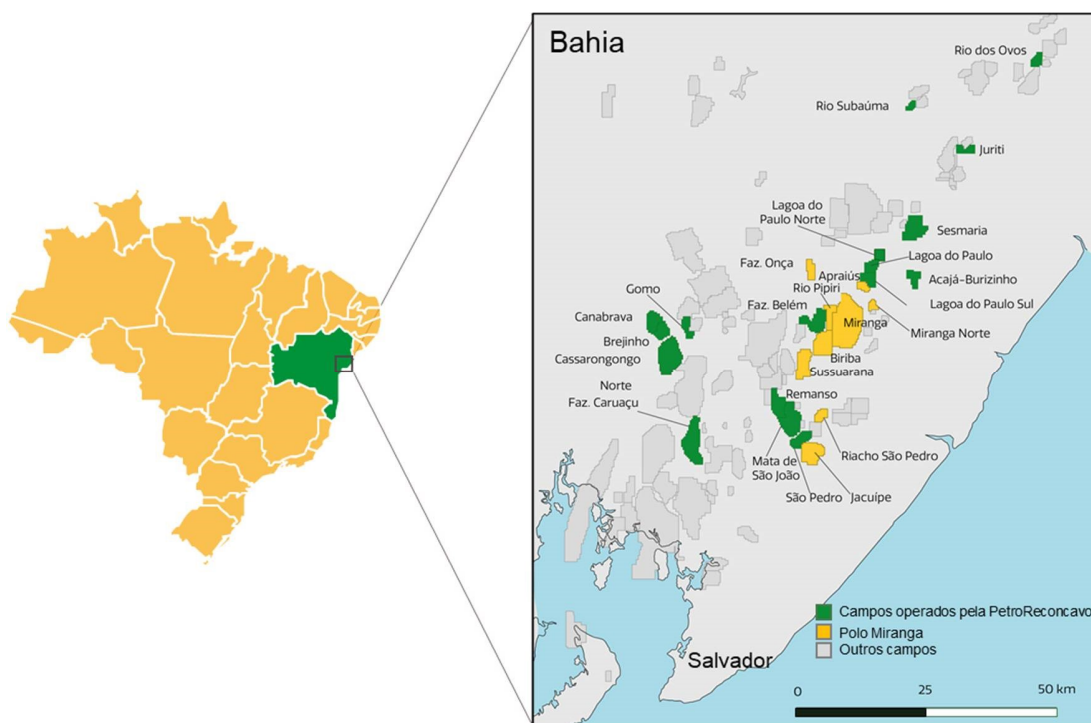 Bahia
Rio dos Ovos
Rio Subaúma
Juriti
Lagoa do
Paulo Norte
Sesmaria
Faz. Onça
Lagoa do Paulo
Apraiús
Acajá-Burizinho
Gomo
Rio Pipiri
Canabrava
Faz. Belém
Lagoa do Paulo Sul
Miranga
Miranga Norte
Brejinho
Cassarongongo
Biriba
Sussuarana
Norte
Faz. Caruaçu
Remanso
Mata de
São João
Riacho São Pedro
São Pedro
Jacuípe
Campos operados pela PetroReconcavo
Polo Miranga
Outros campos
Salvador
0 25 50 km